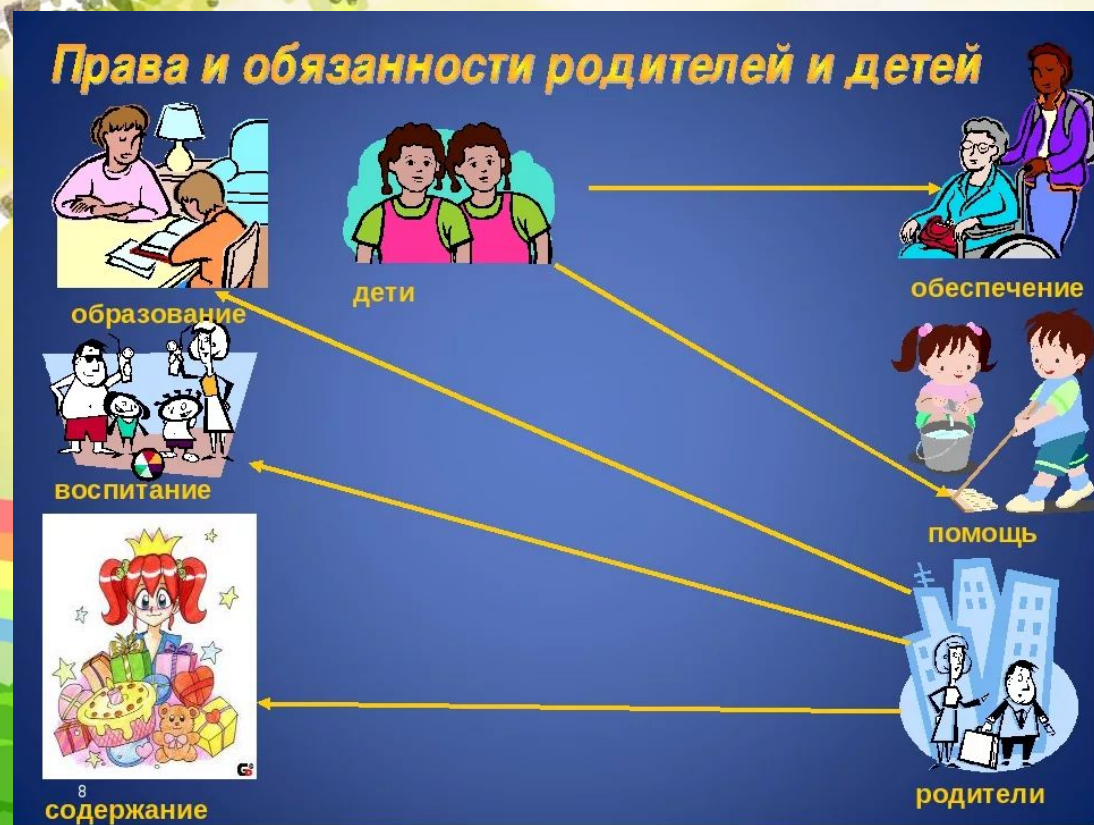 Права и обязанности родителей и детей
образование
дети
обеспечение
воспитание
помощь
8
содержание
родители